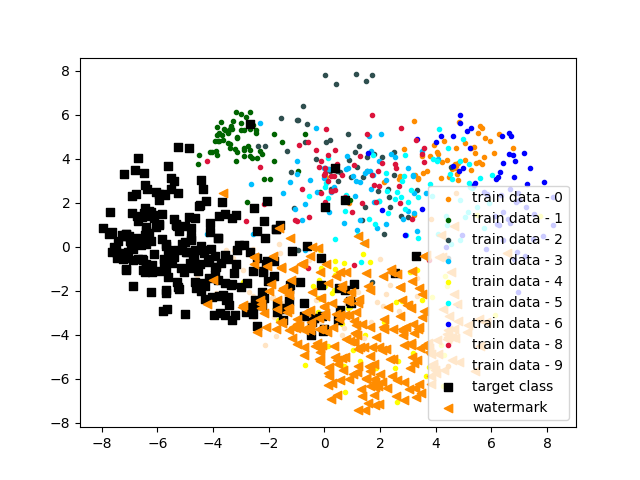 8
6
4
2
0
−2
−4
−6
−8
−8 −6 −4 −2 0 2 4 6 8
train data - 0
train data - 1
train data - 2
train data - 3
train data - 4
train data - 5
train data - 6
train data - 8
train data - 9
target class
watermark